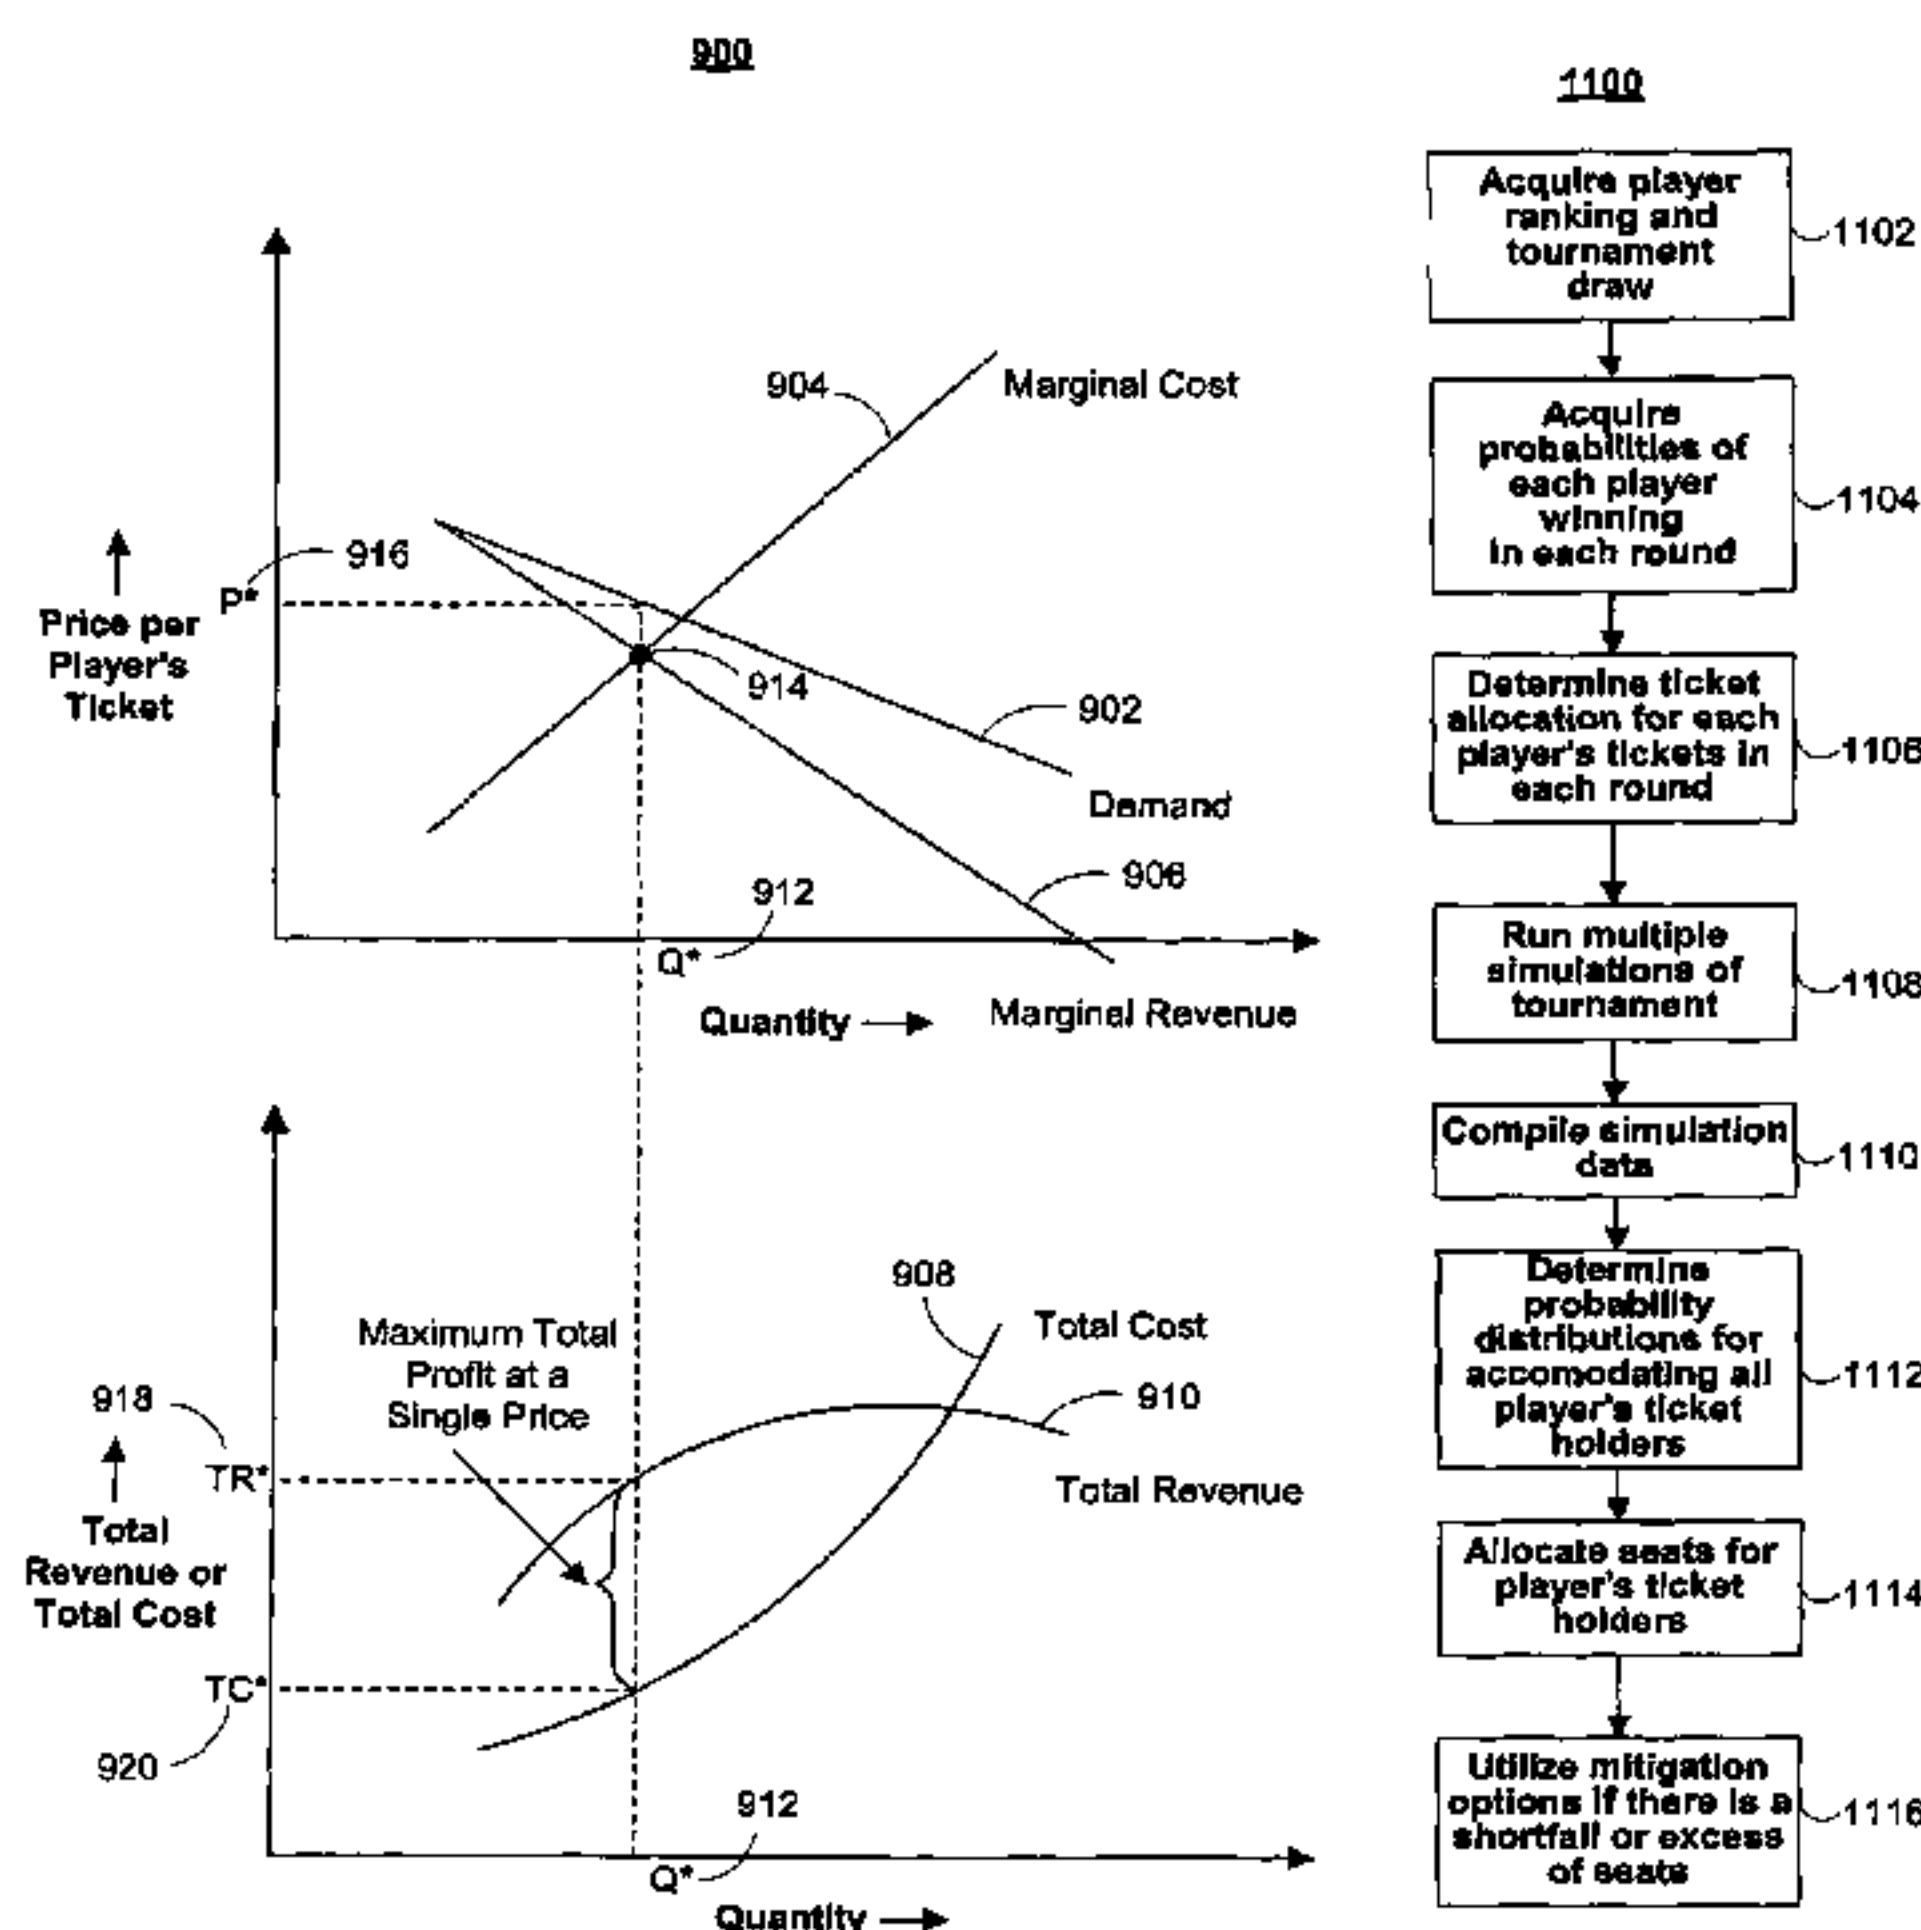 900
904
Marginal Cost
916
P*
Price per
Player's
Ticket
914
902
Demand
906
912
Q*
Quantity
Marginal Revenue
908
Total Cost
Maximum Total
Profit at a
Single Price
910
918
TR*
Total Revenue
Total
Revenue or
Total Cost
TC*
920
912
Q*
Quantity
1100
Acquire player
ranking and
tournament
draw
1102
Acquire
probabilities of
each player
winning
in each round
1104
Determine ticket
allocation for each
player's tickets in
each round
1106
Run multiple
simulations of
tournament
1108
Compile simulation
data
1110
Determine
probability
distributions for
accomodating all
player's ticket
holders
1112
Allocate seats for
player's ticket
holders
1114
Utilize mitigation
options if there is a
shortfall or excess
of seats
1116